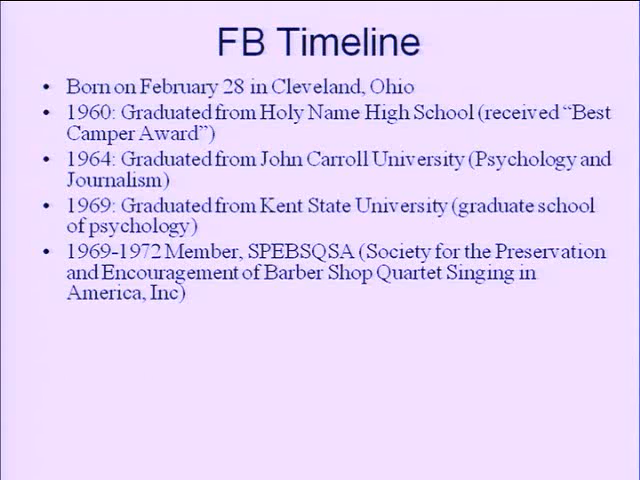 FB Timeline
• Born on February 28 in Cleveland, Ohio
• 1960: Graduated from Holy Name High School (received “Best
Camper Award”)
• 1964: Graduated from John Carroll University (Psychology and
Journalism)
• 1969: Graduated from Kent State University (graduate school
of psychology)
• 1969-1972 Member, SPEBSQSA (Society for the Preservation
and Encouragement of Barber Shop Quartet Singing in
America, Inc)